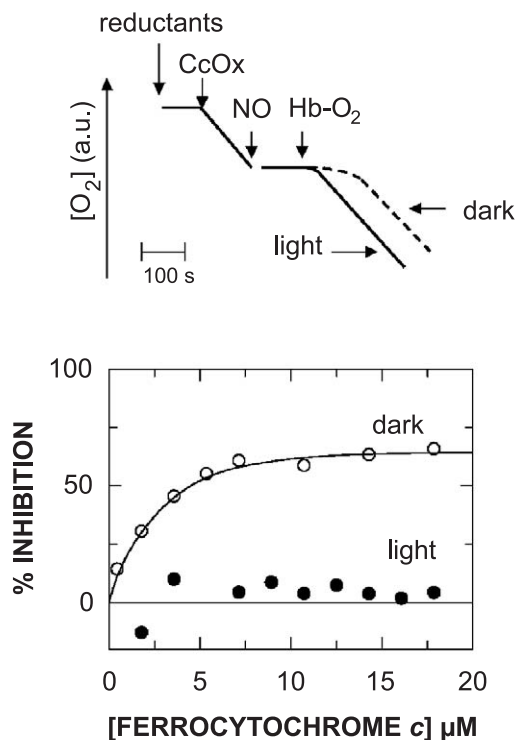 reductants
CcOx
NO Hb-O₂
[O₂] (a.u.)
dark
light
100 s
100
dark
50
% INHIBITION
light
0
0 5 10 15 20
[FERROCYTOCHROME c] µM